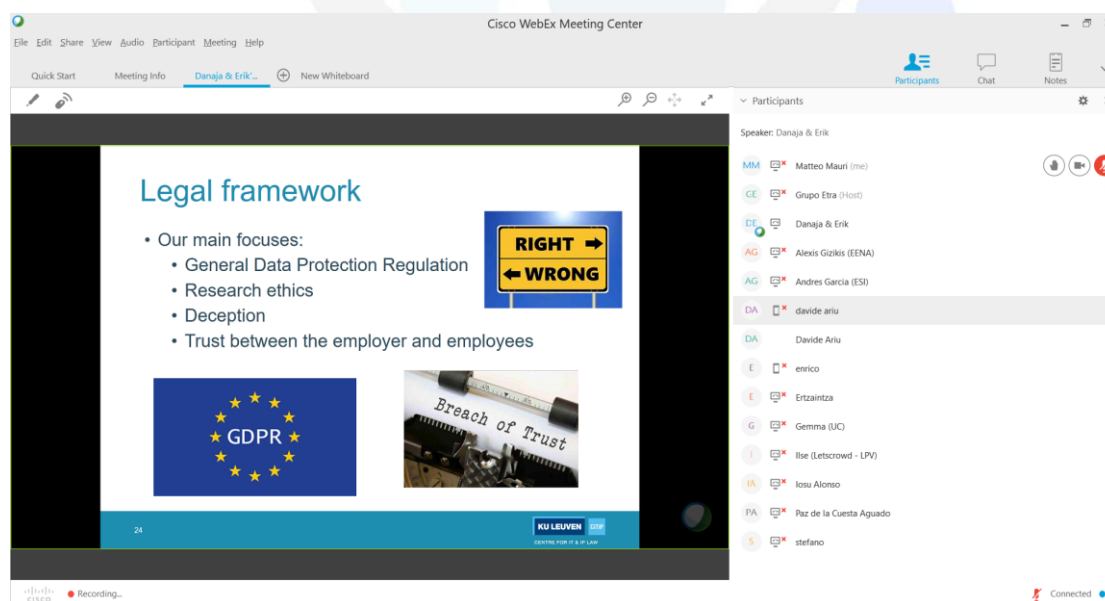 Cisco WebEx Meeting Center
File Edit Share View Audio Participant Meeting Help
Quick Start Meeting Info Danaja & Erik'... New Whiteboard
Participants Chat Notes
Participants
Speaker: Danaja & Erik
MM Matteo Mauri (me)
GE Grupo Etra (Host)
DE Danaja & Erik
AG Alexis Gizikis (EENA)
AG Andres Garcia (ESI)
DA davide ariu
DA Davide Ariu
E enrico
E Ertzaintza
G Gemma (UC)
I Ilse (Letscrowd - LPV)
IA Iosu Alonso
PA Paz de la Cuesta Aguado
S stefano
Legal framework
• Our main focuses:
• General Data Protection Regulation
• Research ethics
• Deception
• Trust between the employer and employees
RIGHT
WRONG
GDPR
Breach of Trust
24
KU LEUVEN CiTiP
CENTRE FOR IT & IP LAW
CISCO
Recording...
Connected